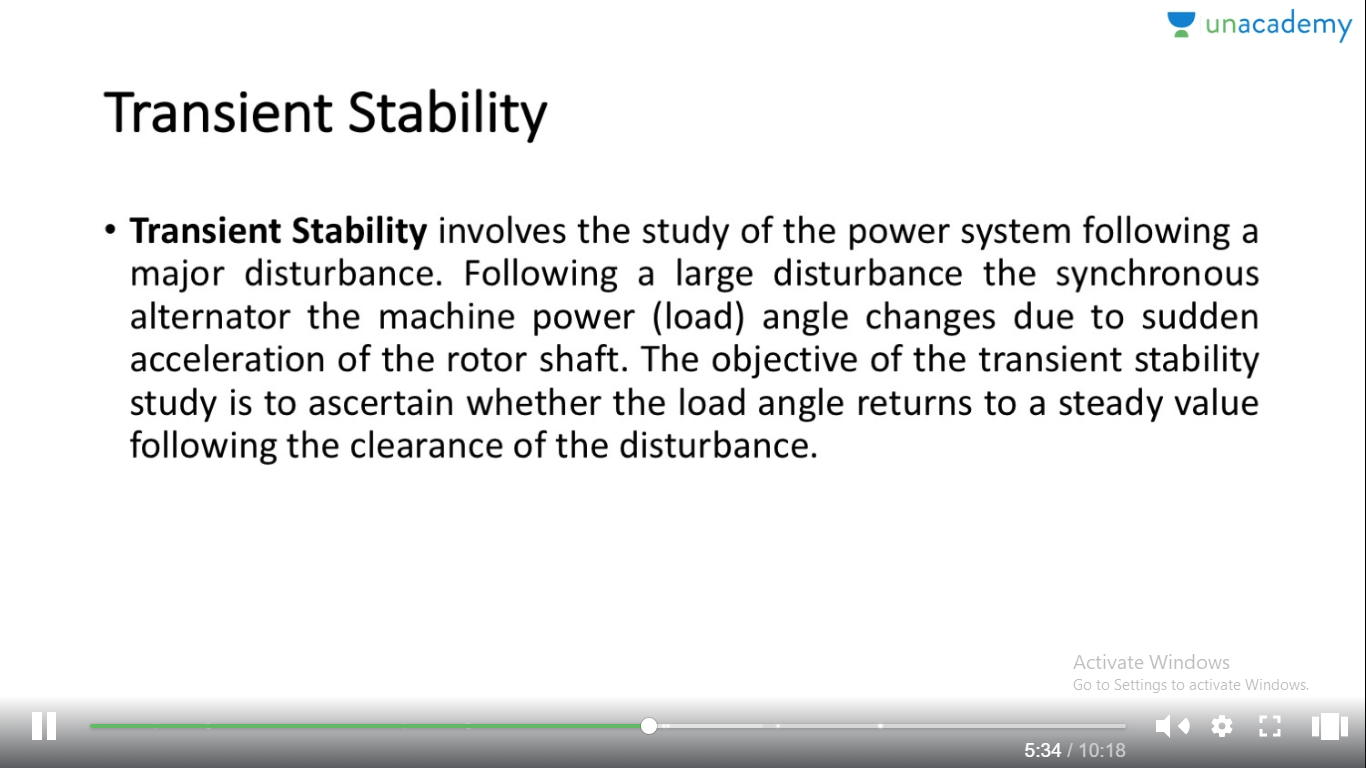 unacademy
Transient Stability
• Transient Stability involves the study of the power system following a
major disturbance. Following a large disturbance the synchronous
alternator the machine power (load) angle changes due to sudden
acceleration of the rotor shaft. The objective of the transient stability
study is to ascertain whether the load angle returns to a steady value
following the clearance of the disturbance.
Activate Windows
Go to Settings to activate Windows.
5:34 / 10:18